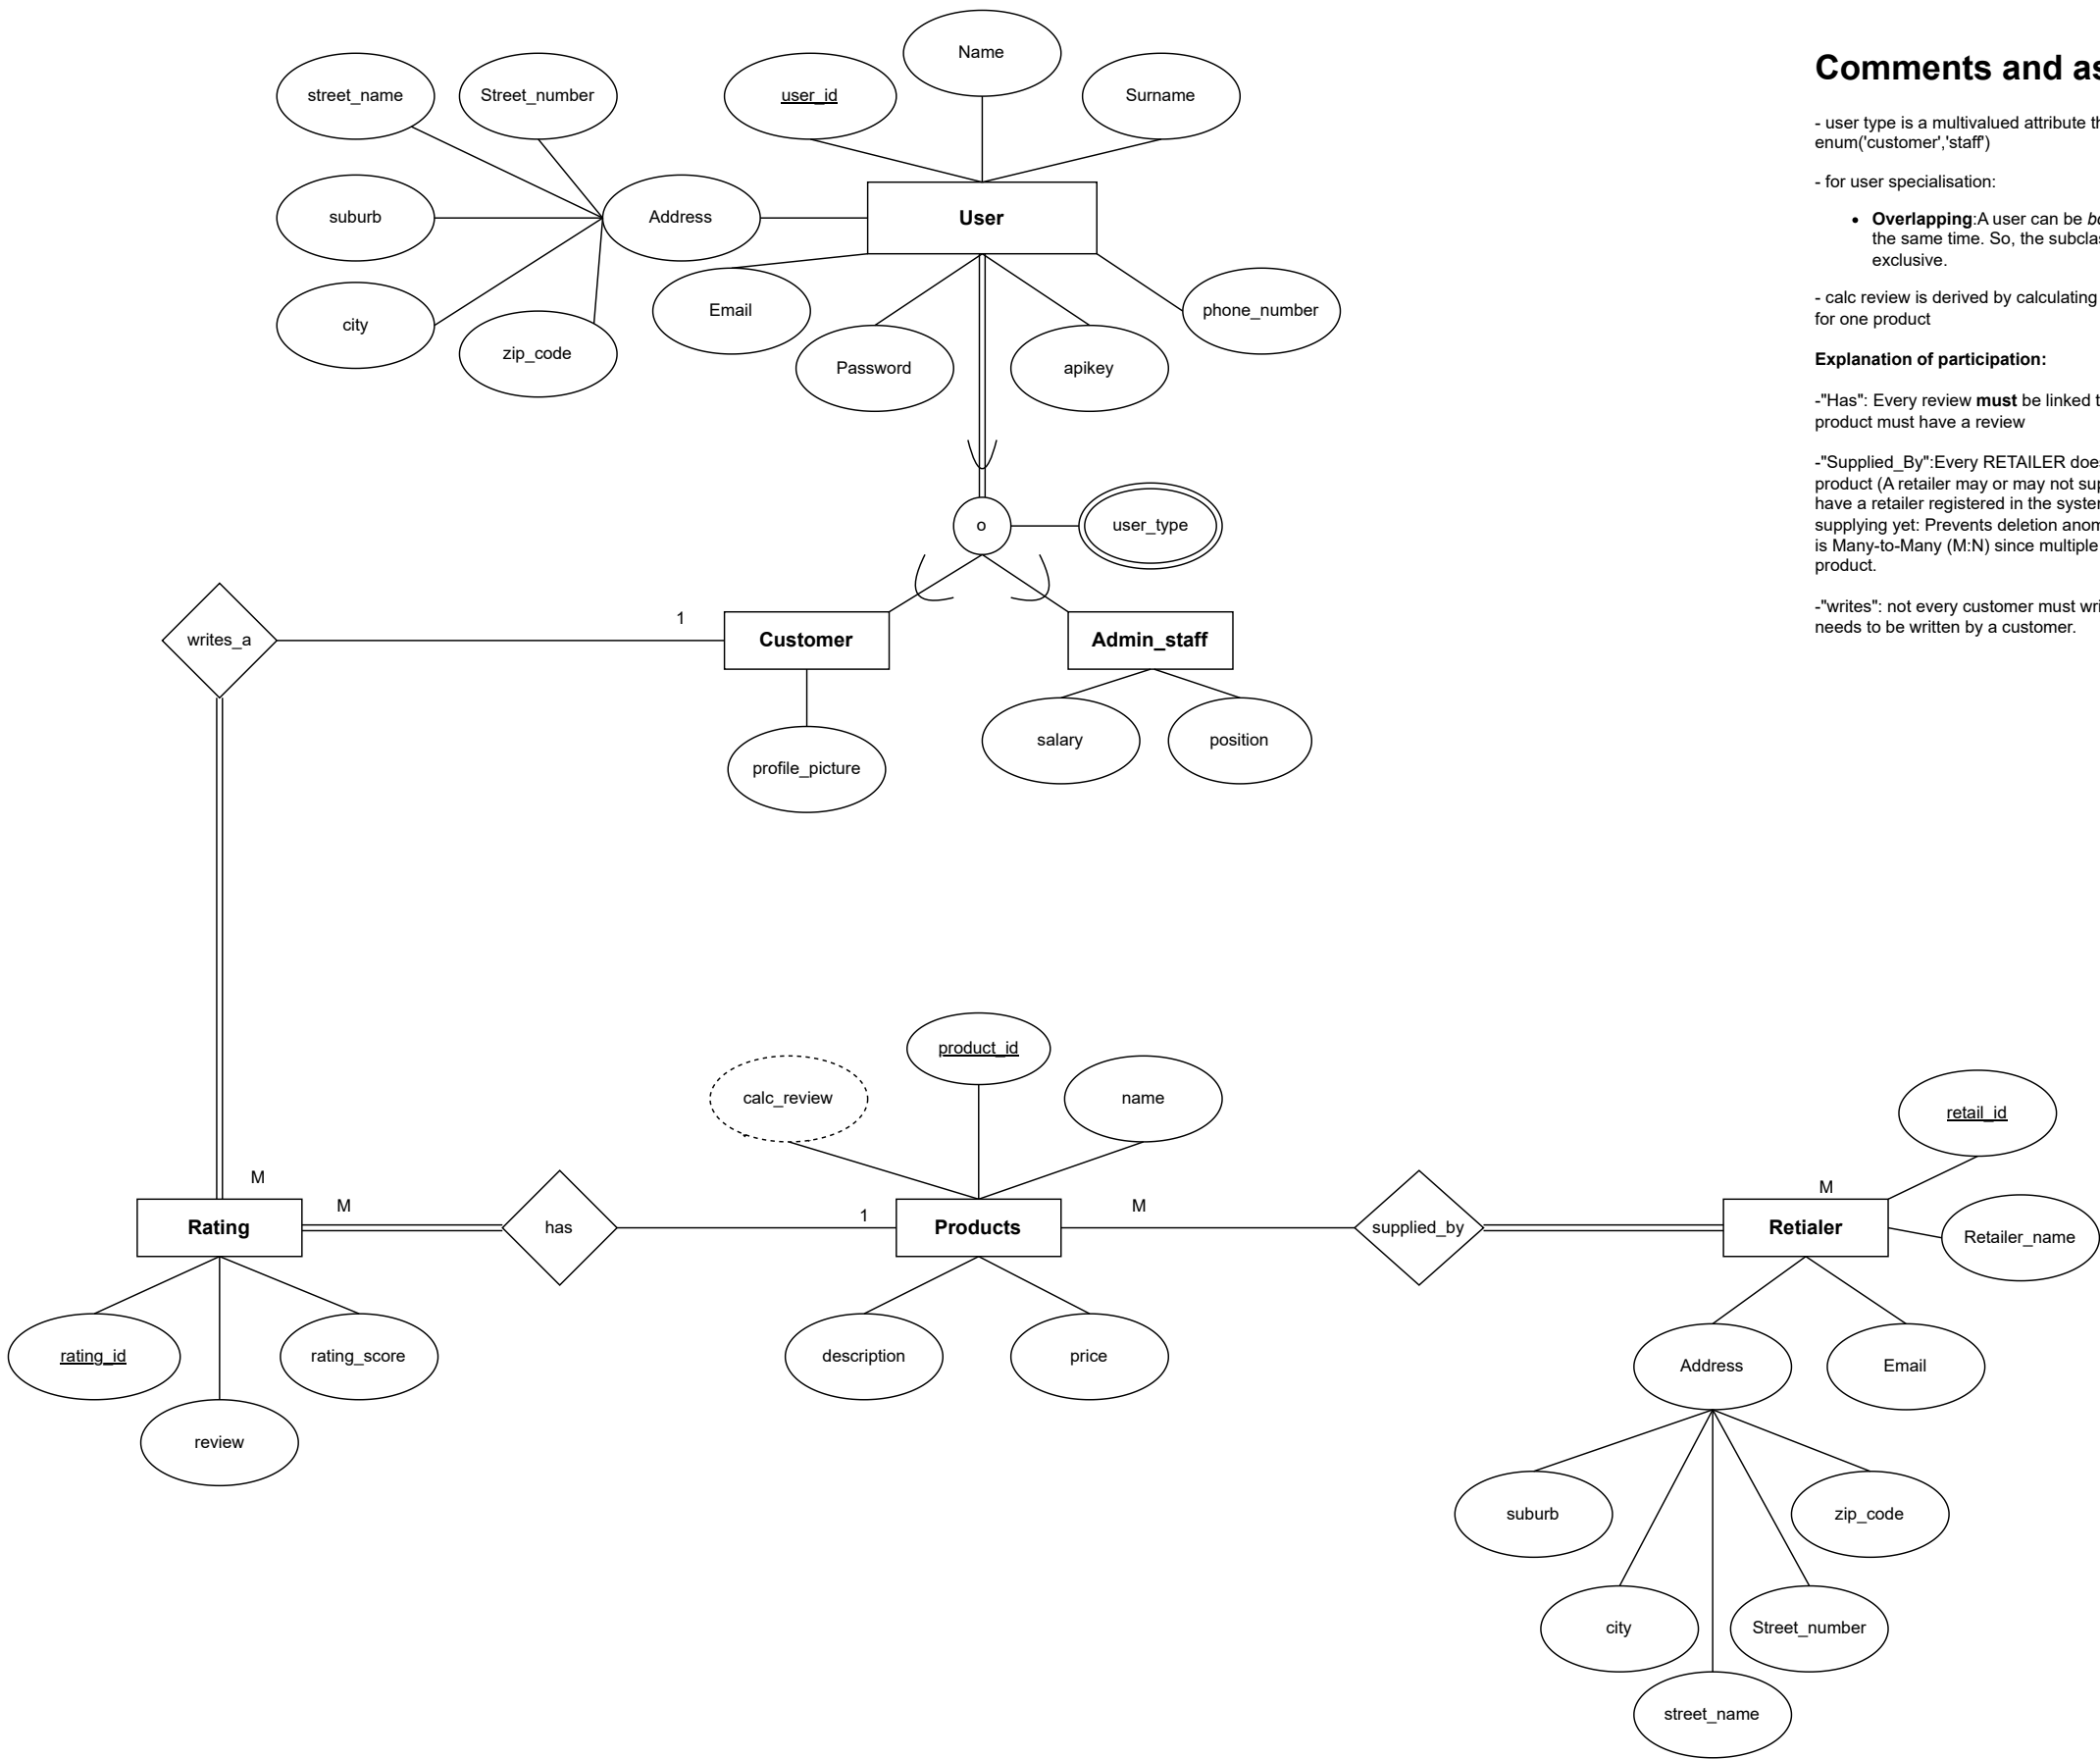 Name
street_name
Street_number
user_id
Surname
suburb
Address
User
city
zip_code
Email
Password
apikey
phone_number
o
user_type
writes_a
1
Customer
Admin_staff
profile_picture
salary
position
calc_review
product_id
name
M
M
has
1
Rating
Products
M
supplied_by
M
Retialer
retail_id
Retailer_name
rating_id
rating_score
review
description
price
Address
Email
suburb
zip_code
city
Street_number
street_name
Comments and as
- user type is a multivalued attribute th
enum('customer','staff')
- for user specialisation:
• Overlapping:A user can be bo
the same time. So, the subclas
exclusive.
- calc review is derived by calculating
for one product
Explanation of participation:
-"Has": Every review must be linked t
product must have a review
-"Supplied_By":Every RETAILER does
product (A retailer may or may not sup
have a retailer registered in the system
supplying yet: Prevents deletion anom
is Many-to-Many (M:N) since multiple
product.
-"writes": not every customer must wri
needs to be written by a customer.